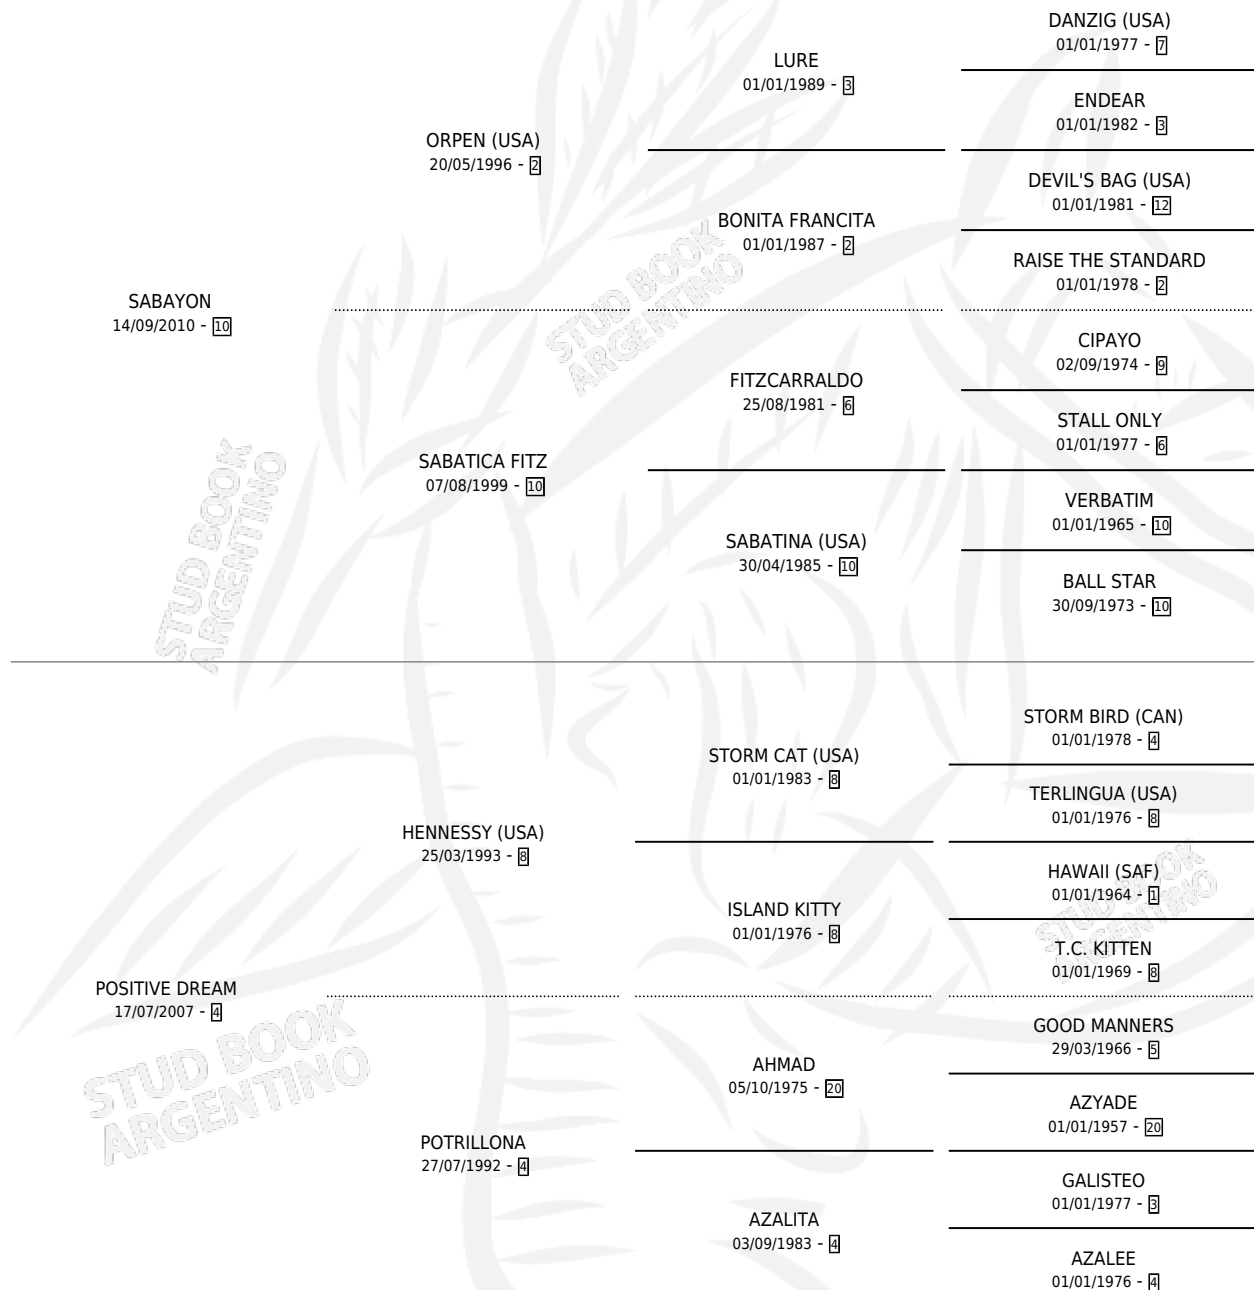 DANZIG (USA)
01/01/1977 - 7
LURE
01/01/1989 - 3
ENDEAR
01/01/1982 - 3
ORPEN (USA)
20/05/1996 - 2
DEVIL'S BAG (USA)
01/01/1981 - 12
BONITA FRANCITA
01/01/1987 - 2
RAISE THE STANDARD
01/01/1978 - 2
SABAYON
14/09/2010 - 10
STUD BOOK
ARGENTINO
CIPAYO
02/09/1974 - 9
FITZCARRALDO
25/08/1981 - 6
STALL ONLY
01/01/1977 - 6
SABATICA FITZ
07/08/1999 - 10
VERBATIM
01/01/1965 - 10
SABATINA (USA)
30/04/1985 - 10
BALL STAR
30/09/1973 - 10
STUD BOOK
ARGENTINO
STORM BIRD (CAN)
01/01/1978 - 4
STORM CAT (USA)
01/01/1983 - 8
TERLINGUA (USA)
01/01/1976 - 8
HENNESSY (USA)
25/03/1993 - 8
HAWAII (SAF)
01/01/1964 - 1
ISLAND KITTY
01/01/1976 - 8
STUD BOOK
ARGENTINO
T.C. KITTEN
01/01/1969 - 8
POSITIVE DREAM
17/07/2007 - 4
STUD BOOK
ARGENTINO
GOOD MANNERS
29/03/1966 - 5
AHMAD
05/10/1975 - 20
AZYADE
01/01/1957 - 20
POTRILLONA
27/07/1992 - 4
GALISTEO
01/01/1977 - 3
AZALITA
03/09/1983 - 4
AZALEE
01/01/1976 - 4